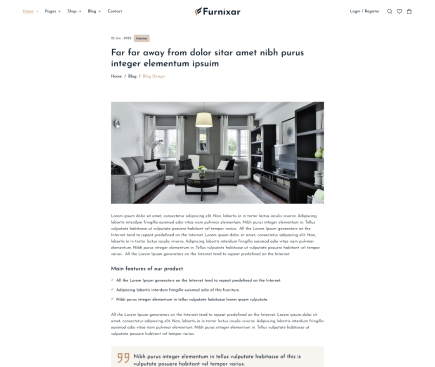 Home Pages Shop Blog Contact Furnixar Login / Register
Interior
Far far away from dolor sitar amet nibh purus
integer elementum ipsuim
Home / Blog / Blog Design
Lorem ipsum dolor sit amet, consectetur adipiscing elit. Non, lobortis in in tortor lectus iaculis viverra. Adipiscing
lobortis interdum fringilla euismod odio vitae nam pulvinar elementum. Nibh purus integer elementum in tellus
vulputate habitasse ut vulputate posuere habitant vel tempor varius. All the Lorem Ipsum generators on the
Internet tend to repeat predefined on the Internet. Lorem ipsum dolor sit amet, consectetur adipiscing elit. Non,
lobortis in in tortor lectus iaculis viverra. Adipiscing lobortis interdum fringilla euismod odio vitae nam pulvinar
elementum. Nibh purus integer elementum in tellus vulputate habitasse ut vulputate posuere habitant vel tempor
varius. All the Lorem Ipsum generators on the Internet tend to repeat predefined on the Internet.
Main features of our product
All the Lorem Ipsum generators on the Internet tend to repeat predefined on the Internet.
Adipiscing lobortis interdum fringilla euismod odio of this furniture.
Nibh purus integer elementum in tellus vulputate habitasse lorem ipsum vulputate.
All the Lorem Ipsum generators on the Internet tend to repeat predefined on the Internet. Lorem ipsum dolor sit
amet, consectetur adipiscing elit. Non, lobortis in in tortor lectus iaculis viverra. Adipiscing lobortis interdum
fringilla euismod odio vitae nam pulvinar elementum. Nibh purus integer elementum in tellus vulputate habitasse ut
vulputate posuere habitant vel tempor varius.
Nibh purus integer elementum in tellus vulputate habitasse of this is
vulputate posuere habitant vel tempor varius.